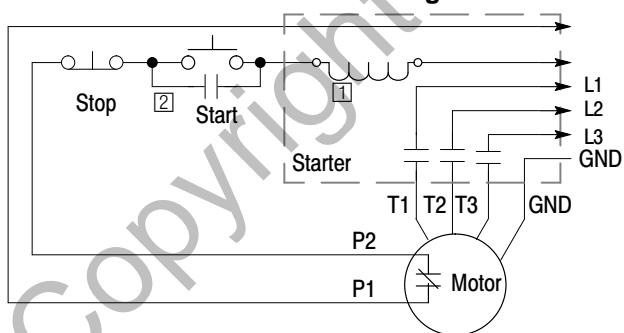 L1
L2
L3
GND
Stop
2
Start
1
Starter
T1 T2 T3 GND
P2
P1
Motor
Copyright